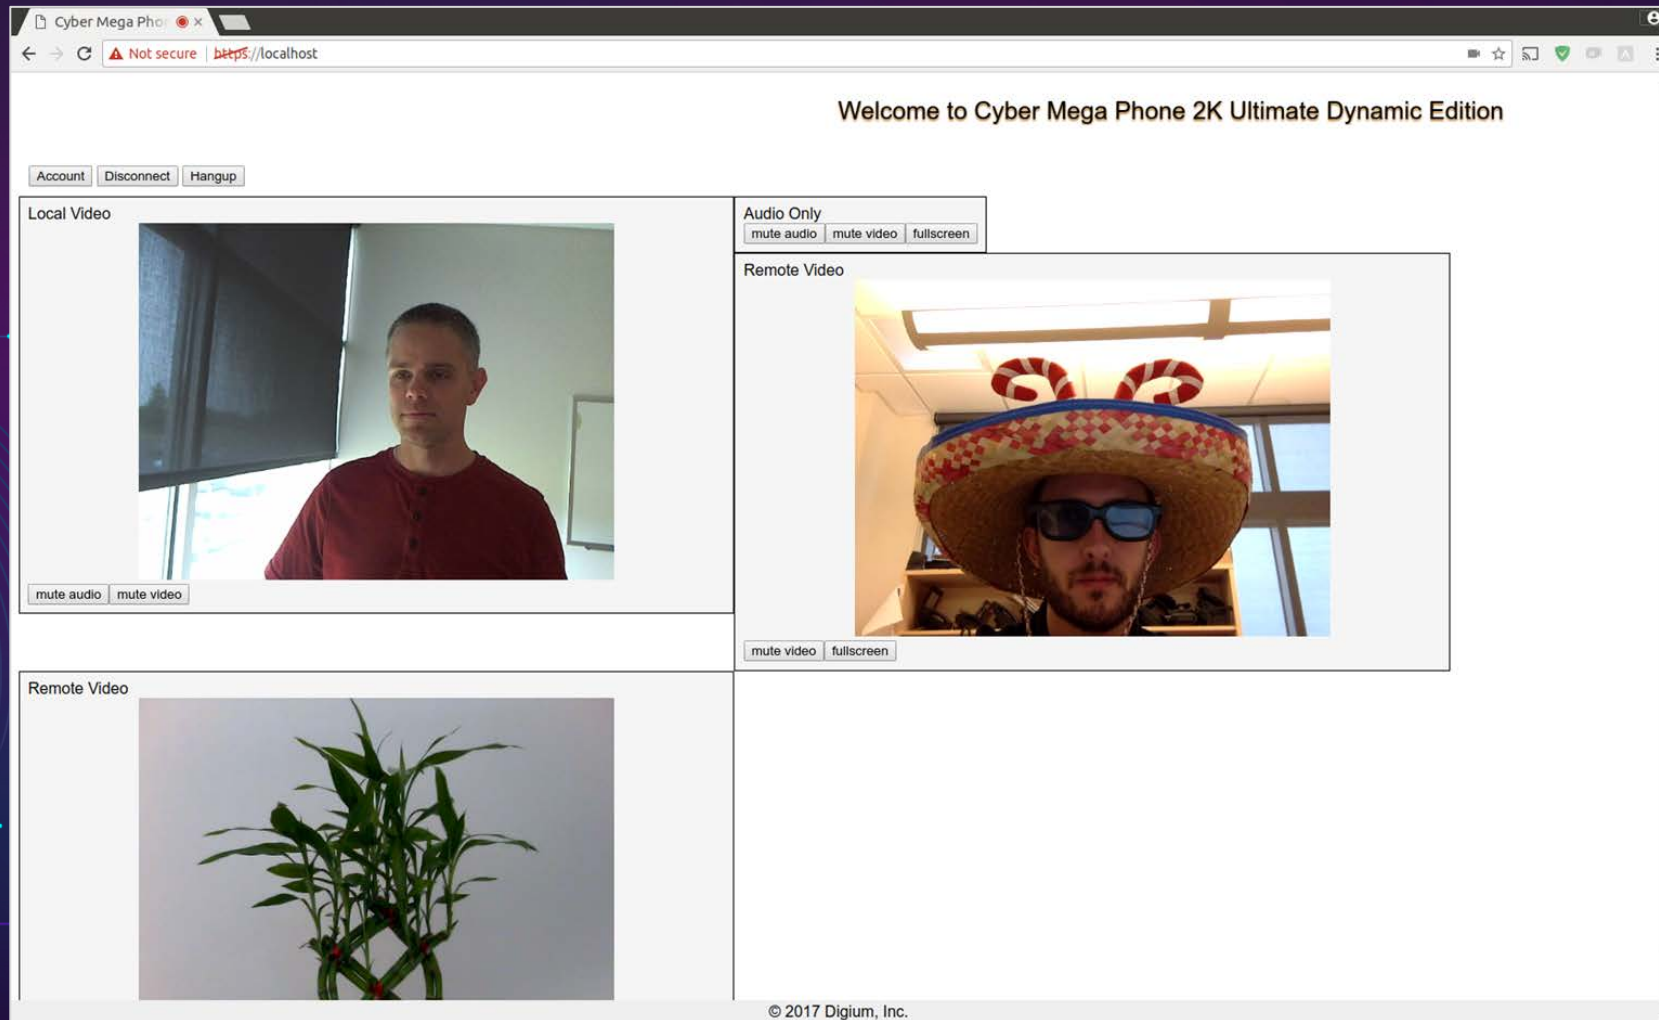 Cyber Mega Pho
Not secure | https://localhost
Welcome to Cyber Mega Phone 2K Ultimate Dynamic Edition
Account Disconnect Hangup
Local Video
mute audio mute video
Audio Only
mute audio mute video fullscreen
Remote Video
mute video fullscreen
Remote Video
© 2017 Digium, Inc.